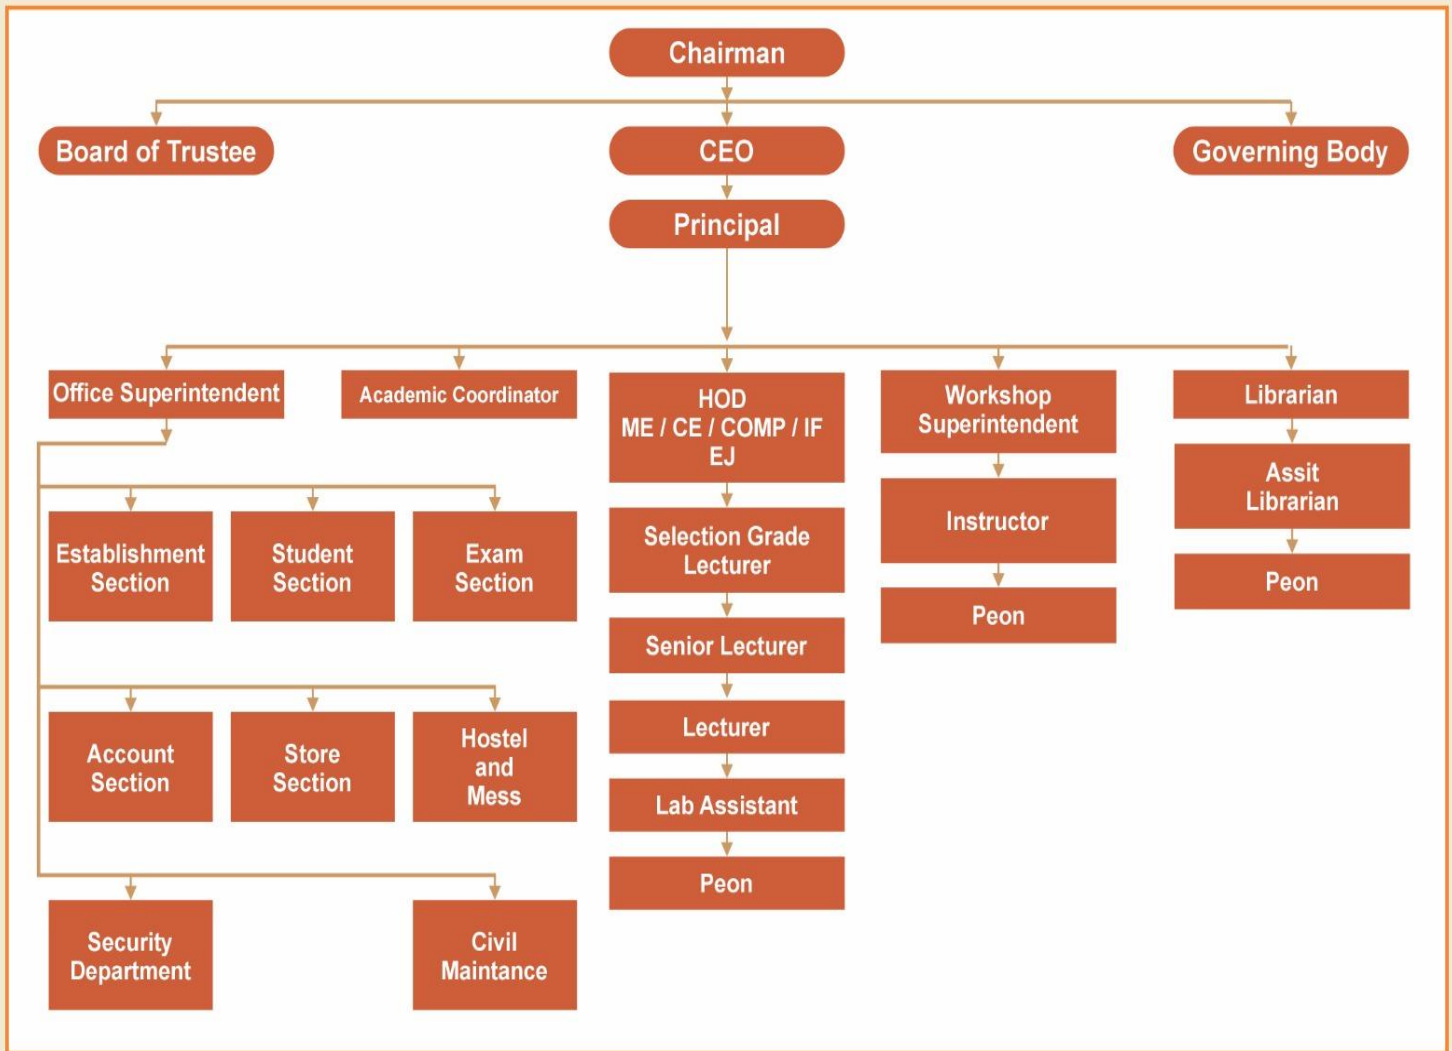 Chairman
Board of Trustee
CEO
Governing Body
Principal
Office Superintendent
Academic Coordinator
HOD
ME / CE / COMP / IF
EJ
Workshop
Superintendent
Librarian
Selection Grade
Lecturer
Instructor
Assit
Librarian
Establishment
Section
Student
Section
Exam
Section
Senior Lecturer
Peon
Peon
Lecturer
Account
Section
Store
Section
Hostel
and
Mess
Lab Assistant
Peon
Security
Department
Civil
Maintance